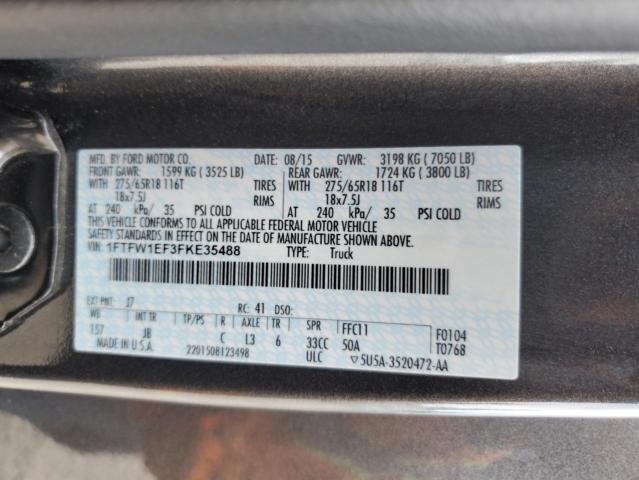 MFD. BY FORD MOTOR CO. DATE: 08/15 GVWR: 3198 KG ( 7050 LB)
FRONT GAWR: 1599 KG ( 3525 LB) REAR GAWR: 1724 KG ( 3800 LB)
WITH 275/65R18 116T TIRES WITH 275/65R18 116T TIRES
18x7.5J RIMS 18x7.5J RIMS
AT 240 kPa/ 35 PSI COLD AT 240 kPa/ 35 PSI COLD
THIS VEHICLE CONFORMS TO ALL APPLICABLE FEDERAL MOTOR VEHICLE
SAFETY AND THEFT PREVENTION STANDARDS IN EFFECT ON THE DATE OF
MANUFACTURE SHOWN ABOVE.
VIN: 1FTFW1EF3FKE35488 TYPE: Truck
EXT PNT: J7 RC: 41 DSO:
WB TP/PS R AXLE TR SPR FFC11 F0104
157 JB C L3 6 33CC 50A T0768
MADE IN U.S.A. 2201508123498 ULC ▽5U5A-3520472-AA